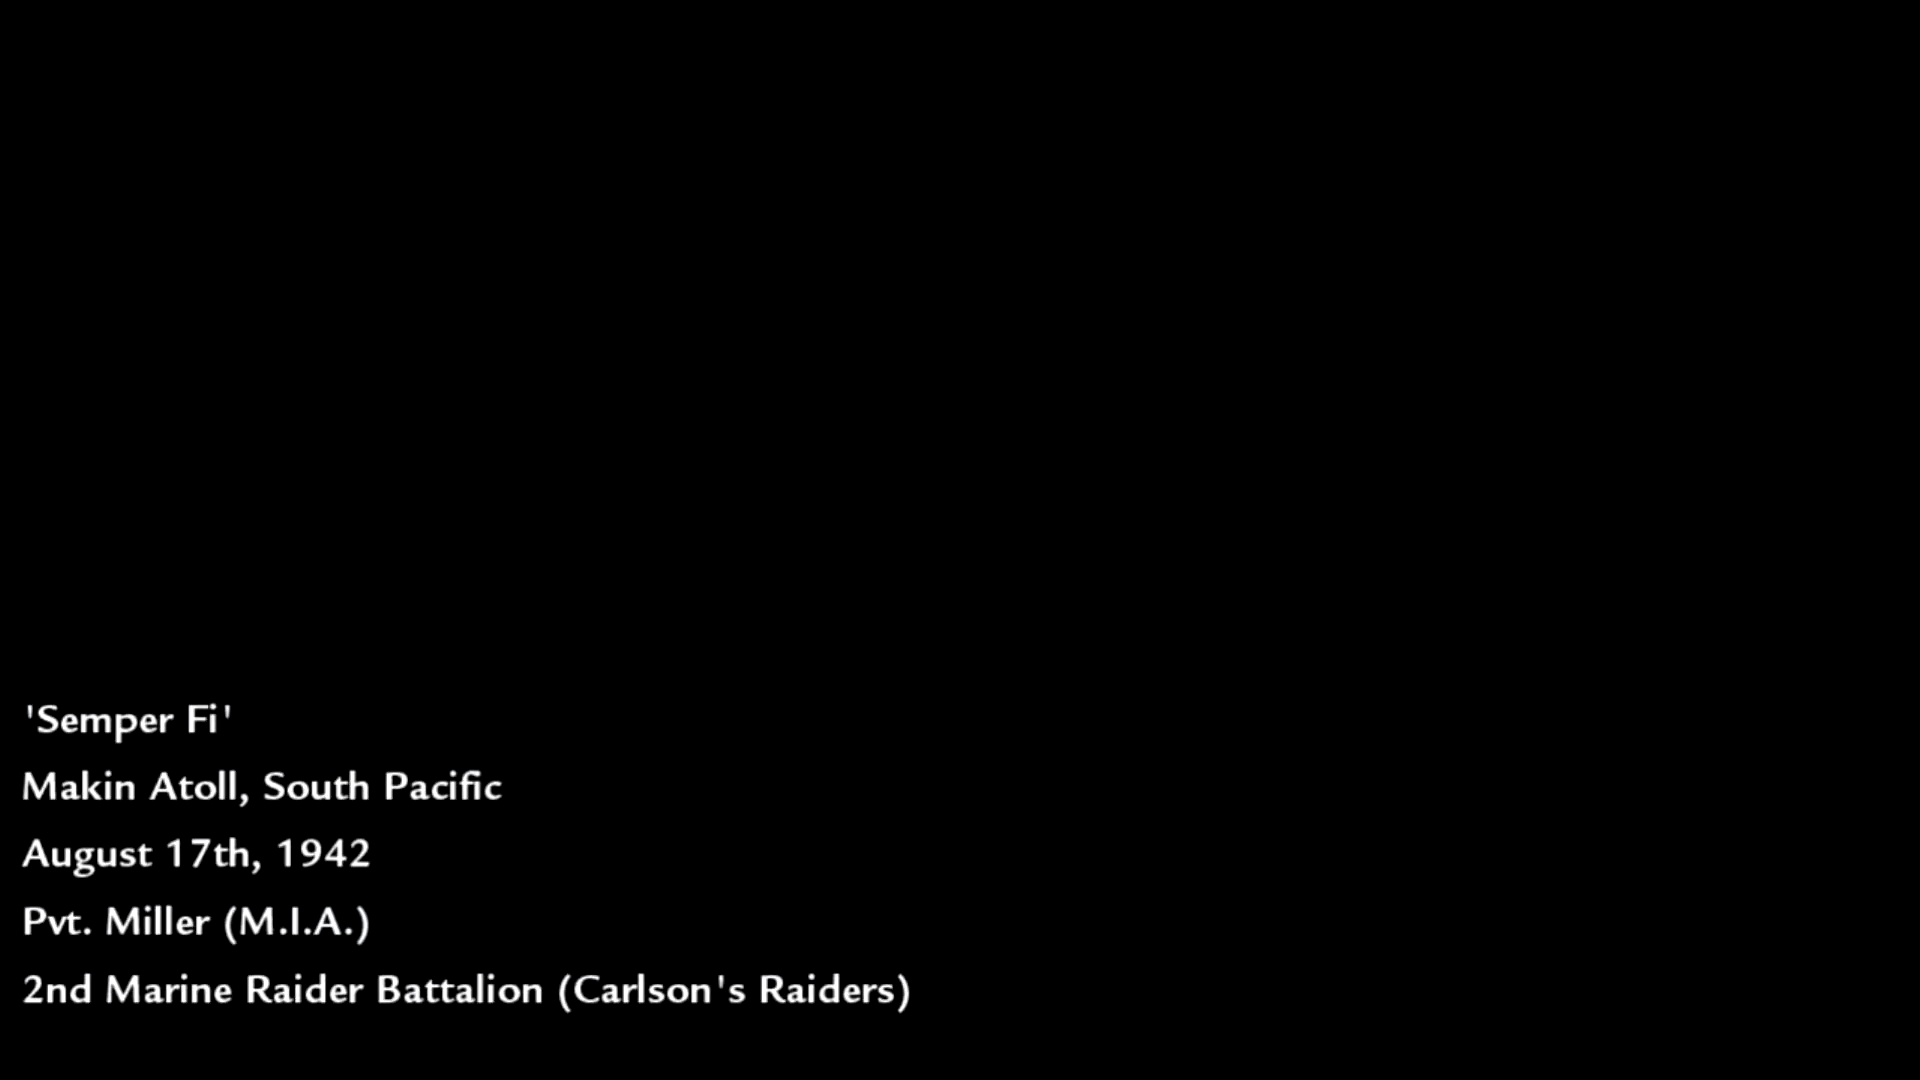 'Semper Fi'
Makin Atoll, South Pacific
August 17th, 1942
Pvt. Miller (M.I.A.)
2nd Marine Raider Battalion (Carlson's Raiders)